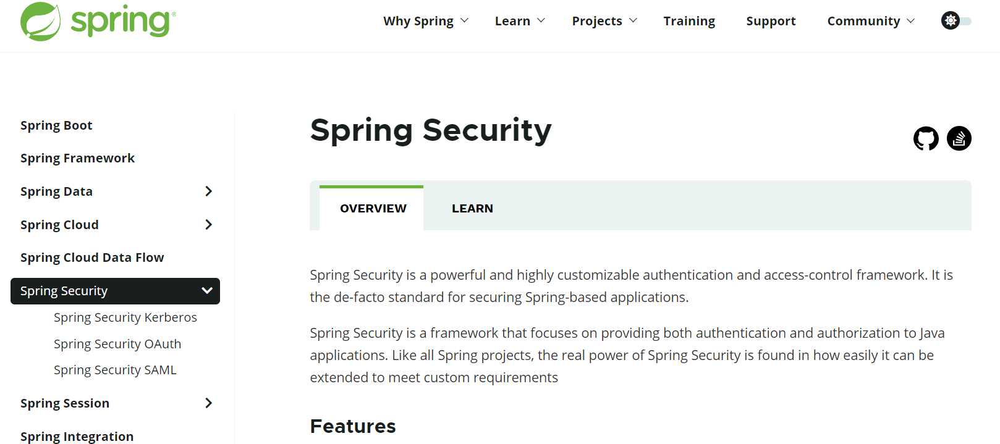 spring®
Why Spring
Learn
Projects
Training
Support
Community
Spring Boot
Spring Framework
Spring Data
Spring Cloud
Spring Cloud Data Flow
Spring Security
Spring Security Kerberos
Spring Security OAuth
Spring Security SAML
Spring Session
Spring Integration
Spring Security
OVERVIEW
LEARN
Spring Security is a powerful and highly customizable authentication and access-control framework. It is
the de-facto standard for securing Spring-based applications.
Spring Security is a framework that focuses on providing both authentication and authorization to Java
applications. Like all Spring projects, the real power of Spring Security is found in how easily it can be
extended to meet custom requirements
Features